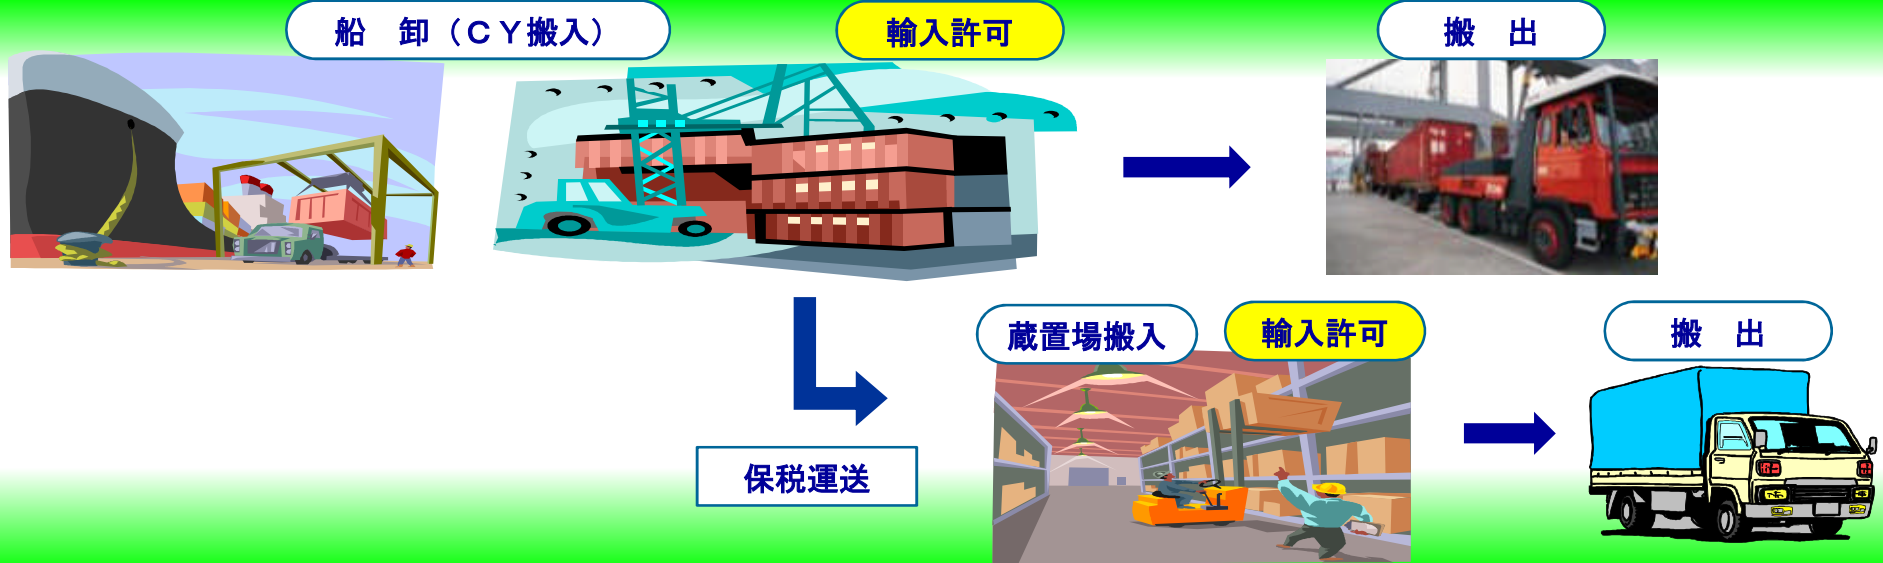 船　卸（ＣＹ搬入）
輸入許可
搬　出
蔵置場搬入
輸入許可
搬　出
保税運送